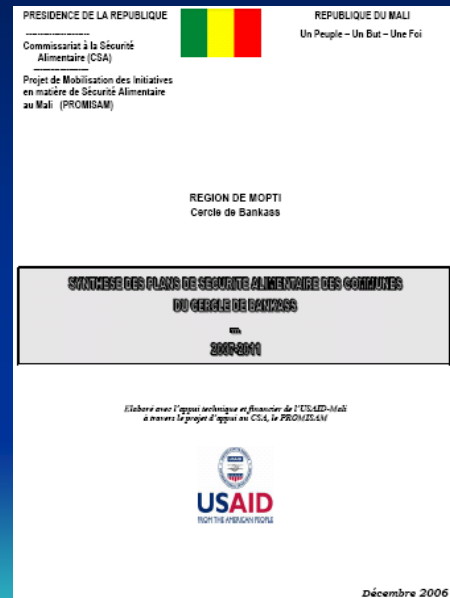 PRESIDENCE DE LA REPUBLIQUE
--------------------
Commissariat à la Sécurité
Alimentaire (CSA)
--------------------
Projet de Mobilisation des Initiatives
en matière de Sécurité Alimentaire
au Mali (PROMISAM)
REPUBLIQUE DU MALI
Un Peuple – Un But – Une Foi
REGION DE MOPTI
Cercle de Bankass
SYNTHESE DES PLANS DE SECURITE ALIMENTAIRE DES COMMUNES
DU CERCLE DE BANKASS
---
2007-2011
Elaboré avec l'appui technique et financier de l'USAID-Mali
à travers le projet d'appui au CSA, le PROMISAM
USAID
FROM THE AMERICAN PEOPLE
Décembre 2006